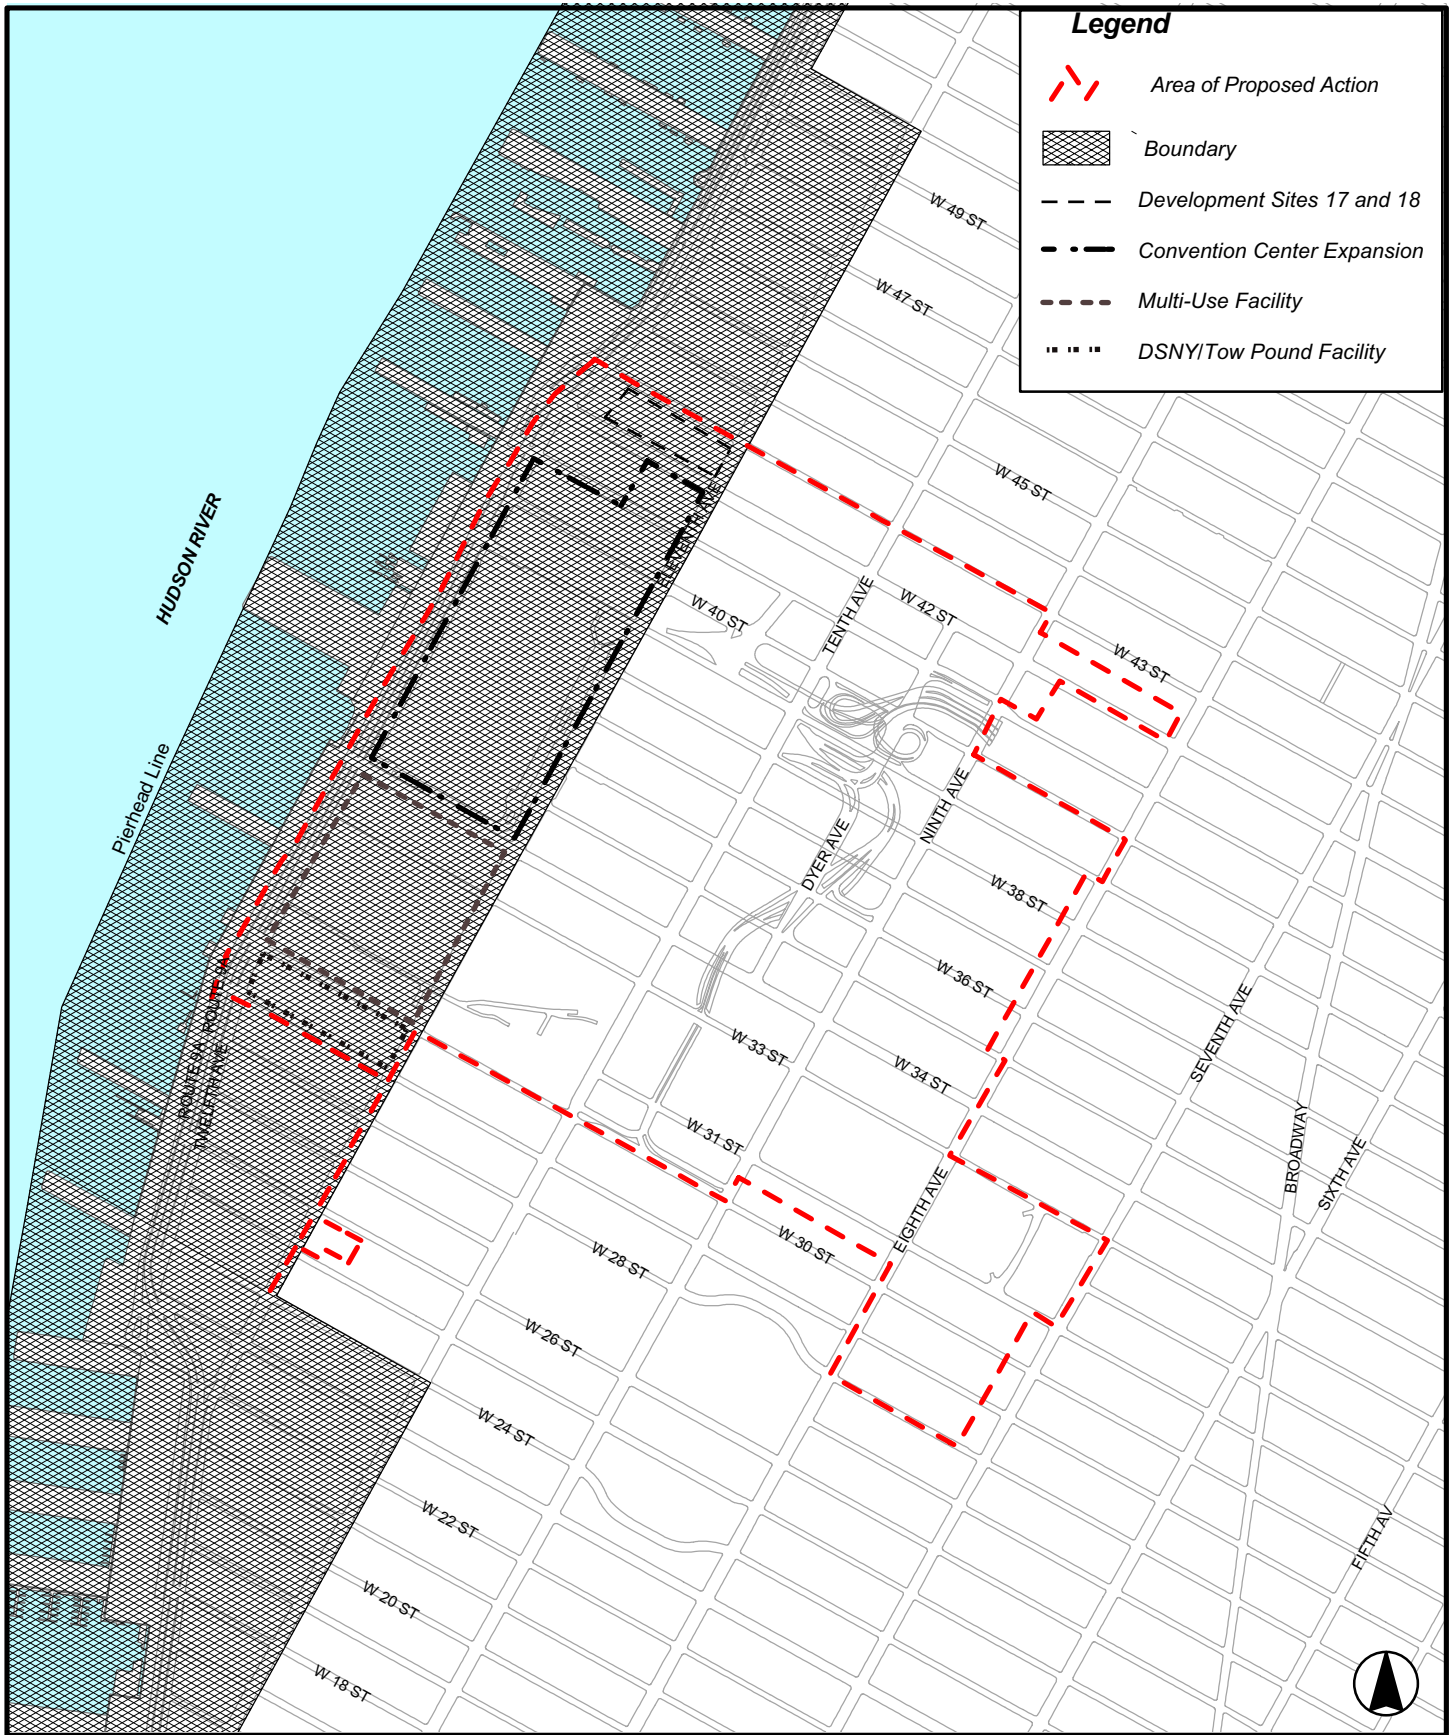 Legend
Area of Proposed Action
Boundary
Development Sites 17 and 18
Convention Center Expansion
Multi-Use Facility
DSNY/Tow Pound Facility
W 49 ST
W 47 ST
W 45 ST
HUDSON RIVER
ELEVENTH AVE
TENTH AVE
W 42 ST
W 40 ST
W 43 ST
Pierhead Line
NINTH AVE
DYER AVE
W 38 ST
W 36 ST
ROUTE 9A
ROUTE 9A
TWELFTH AVE
W 33 ST
W 34 ST
SEVENTH AVE
W 31 ST
BROADWAY
SIXTH AVE
EIGHTH AVE
W 30 ST
W 28 ST
W 26 ST
W 24 ST
W 22 ST
FIFTH AV
W 20 ST
W 18 ST